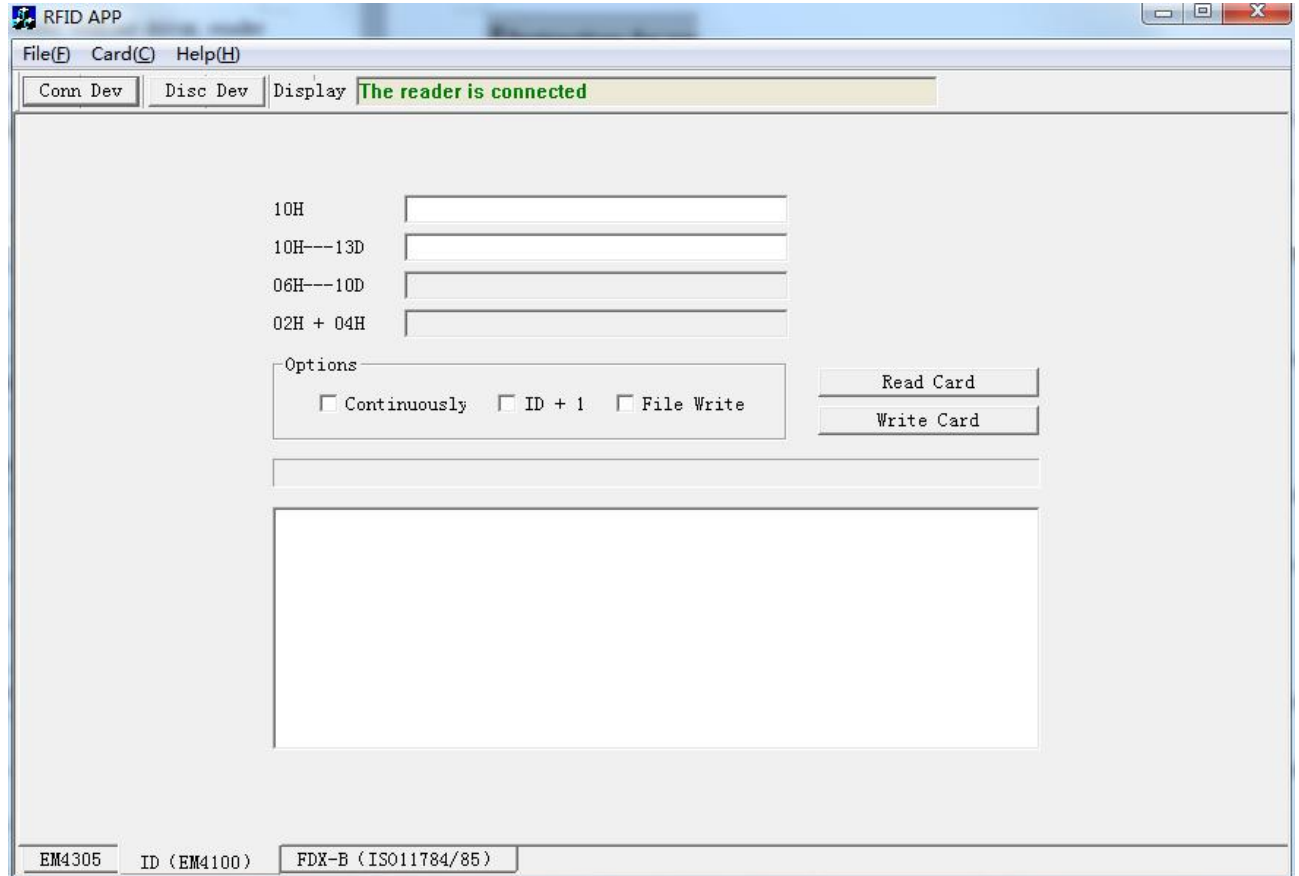 RFID APP
File(F) Card(C) Help(H)
Conn Dev Disc Dev Display The reader is connected
10H
10H---13D
06H---10D
02H + 04H
Options
Continuously ID + 1 File Write
Read Card
Write Card
EM4305 ID (EM4100) FDX-B (ISO11784/85)